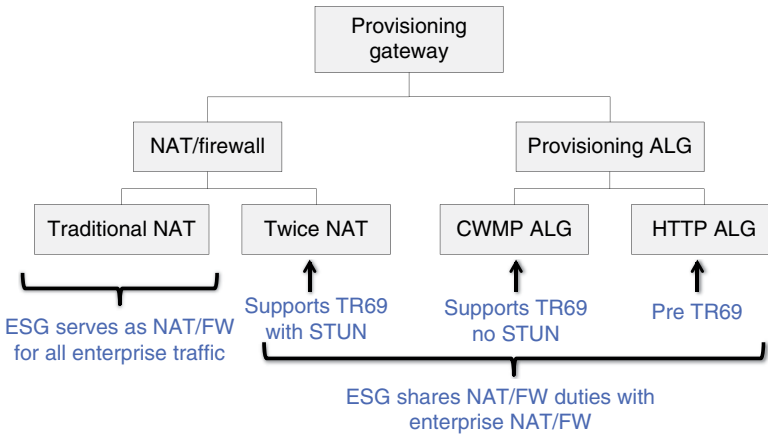 Provisioning
gateway
NAT/firewall
Provisioning ALG
Traditional NAT
Twice NAT
CWMP ALG
HTTP ALG
ESG serves as NAT/FW
for all enterprise traffic
Supports TR69
with STUN
Supports TR69
no STUN
Pre TR69
ESG shares NAT/FW duties with
enterprise NAT/FW